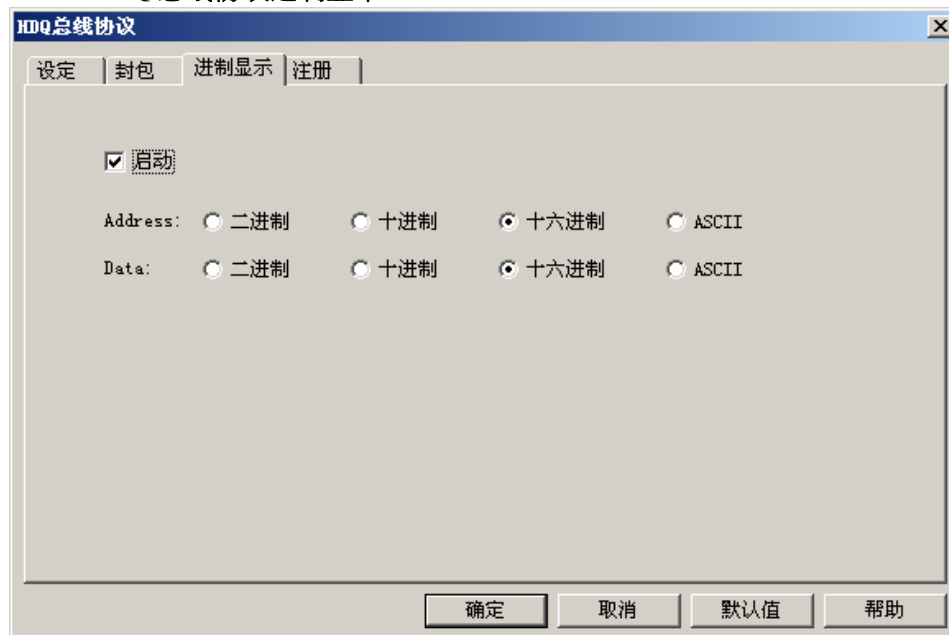 HDQ总线协议
设定 封包 进制显示 注册
启动
Address: 二进制 十进制 十六进制 ASCII
Data: 二进制 十进制 十六进制 ASCII
确定 取消 默认值 帮助